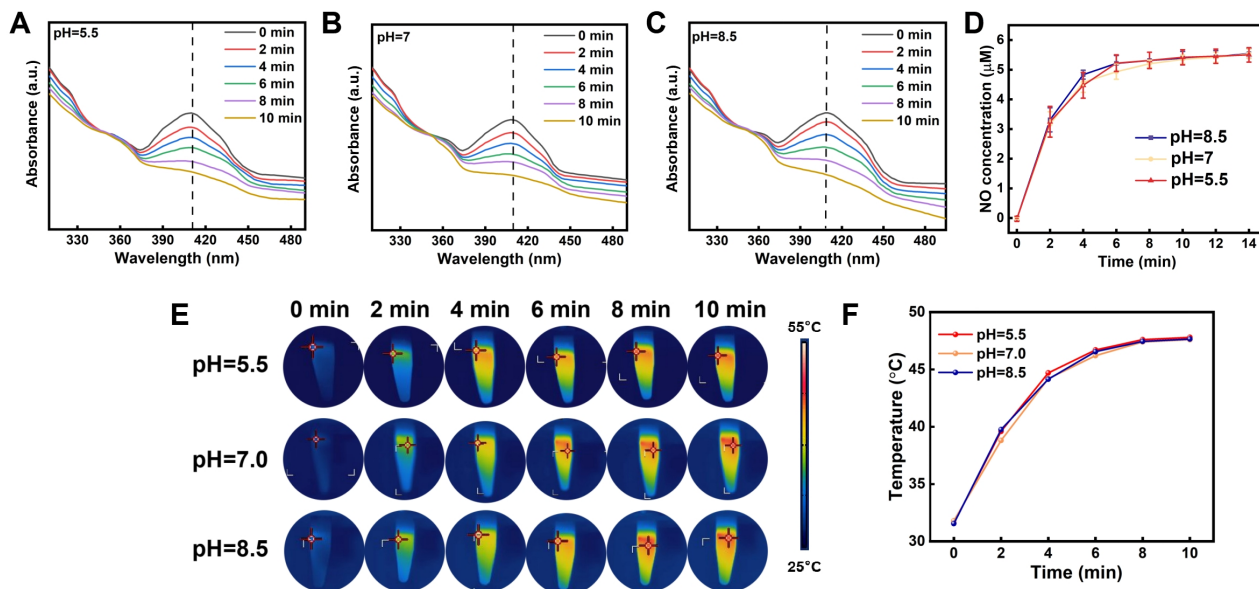 A
pH=5.5
0 min
2 min
4 min
6 min
8 min
10 min
Absorbance (a.u.)
310 360 390 420 450 480
Wavelength (nm)
B
pH=7
0 min
2 min
4 min
6 min
8 min
10 min
Absorbance (a.u.)
330 360 390 420 450 480
Wavelength (nm)
C
pH=8.5
0 min
2 min
4 min
6 min
8 min
10 min
Absorbance (a.u.)
330 360 390 420 450 480
Wavelength (nm)
D
NO concentration (μM)
6
5
4
3
2
1
0
pH=8.5
pH=7
pH=5.5
0 2 4 6 8 10 12 14
Time (min)
E
0 min 2 min 4 min 6 min 8 min 10 min
pH=5.5
pH=7.0
pH=8.5
55°C
25°C
F
Temperature (°C)
50
45
40
35
30
pH=5.5
pH=7.0
pH=8.5
0 2 4 6 8 10
Time (min)